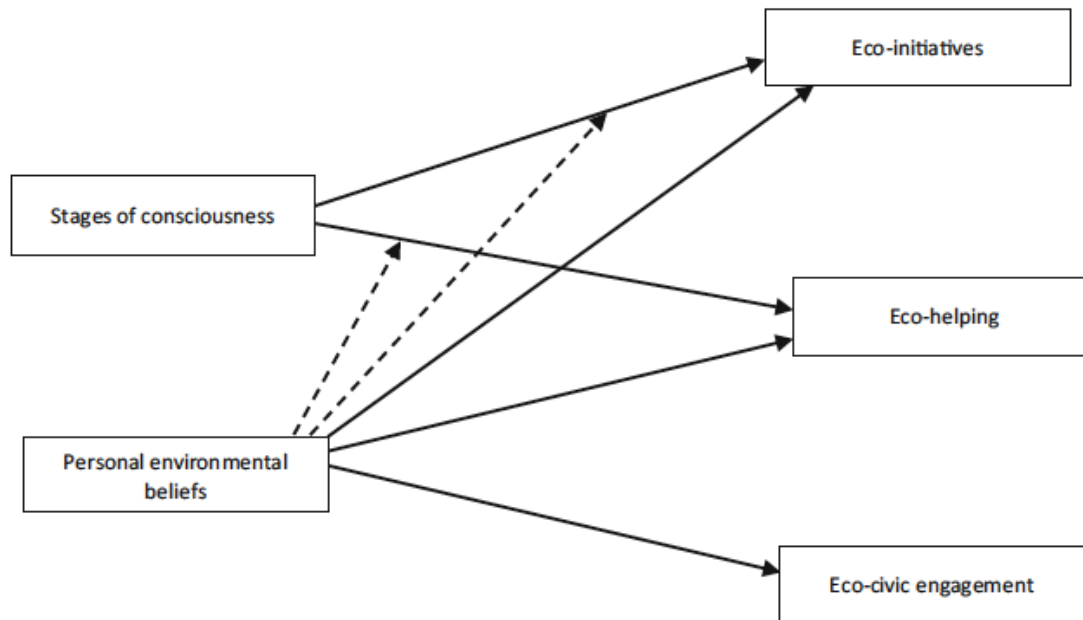 Eco-initiatives
Stages of consciousness
Eco-helping
Personal environmental
beliefs
Eco-civic engagement